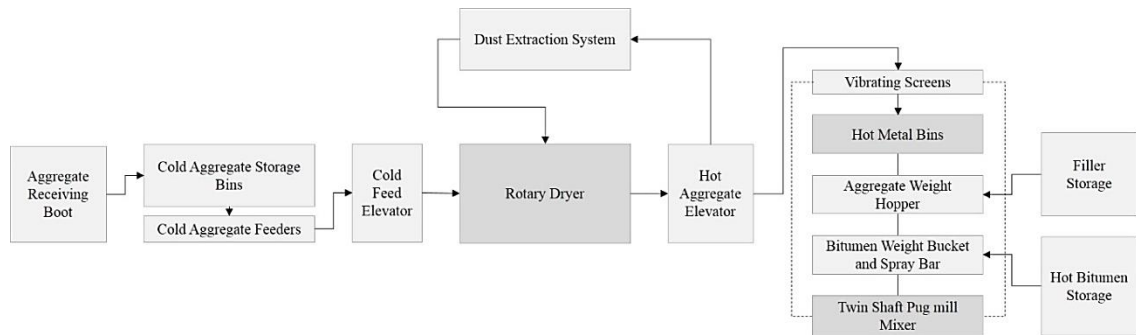 Dust Extraction System
Vibrating Screens
Hot Metal Bins
Aggregate
Receiving
Boot
Cold Aggregate Storage
Bins
Cold Aggregate Feeders
Cold
Feed
Elevator
Rotary Dryer
Hot
Aggregate
Elevator
Aggregate Weight
Hopper
Filler
Storage
Bitumen Weight Bucket
and Spray Bar
Hot Bitumen
Storage
Twin Shaft Pug mill
Mixer